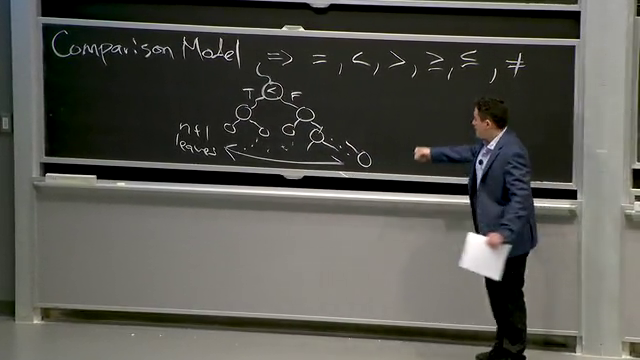 Comparison Model => =, <, >, ≥, ≤, ≠
T < F
n+1
leaves